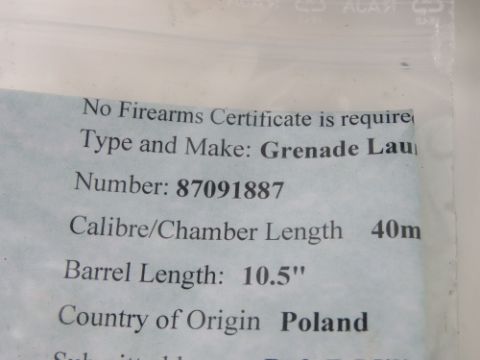 No Firearms Certificate is require
Type and Make: Grenade Lau
Number: 87091887
Calibre/Chamber Length 40m
Barrel Length: 10.5"
Country of Origin Poland